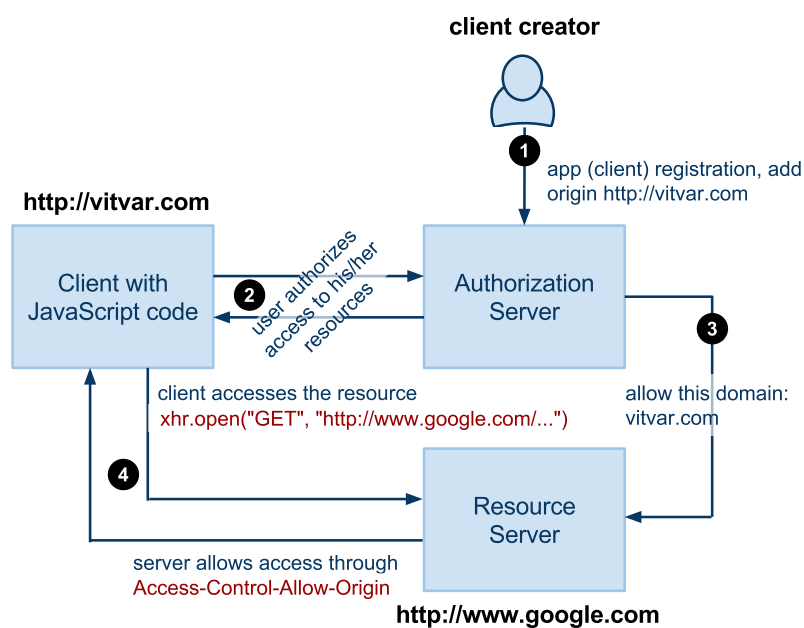 client creator
1
app (client) registration, add
origin http://vitvar.com
http://vitvar.com
Client with
JavaScript code
2
user authorizes
access to his/her
resources
Authorization
Server
3
allow this domain:
vitvar.com
client accesses the resource
xhr.open("GET", "http://www.google.com/...")
4
Resource
Server
server allows access through
Access-Control-Allow-Origin
http://www.google.com